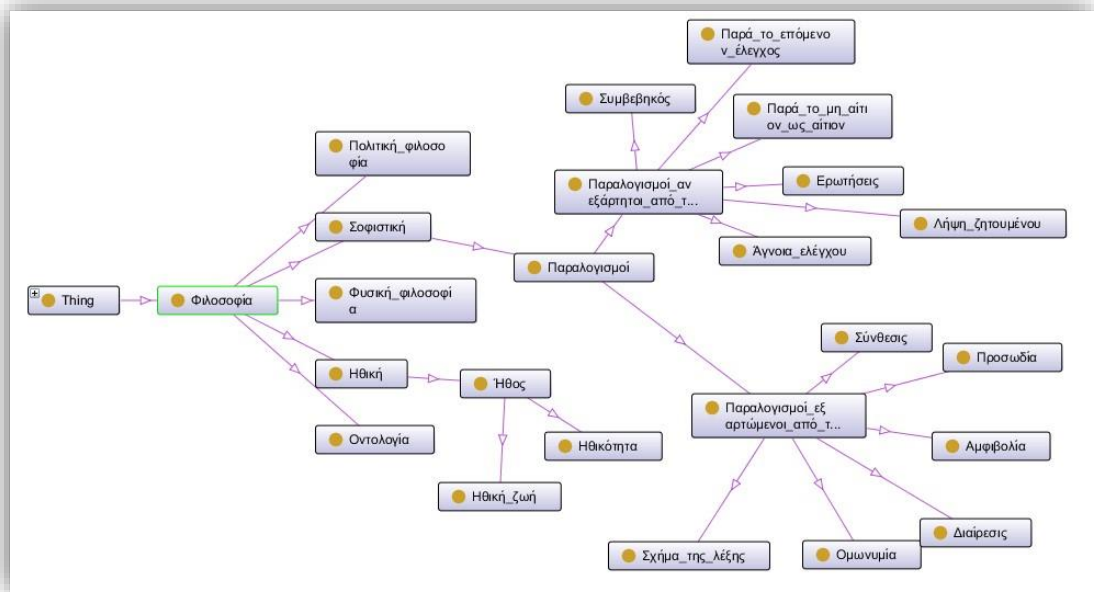 Παρά_το_επόμενο
ν_έλεγχος
Συμβεβηκός
Παρά_το_μη_αίτι
ον_ως_αίτιον
Πολιτική_φιλοσο
φία
Παραλογισμοί_αν
εξάρτητοι_από_τ...
Ερωτήσεις
Σοφιστική
Λήψη_ζητουμένου
Άγνοια_ελέγχου
Παραλογισμοί
Thing
Φιλοσοφία
Φυσική_φιλοσοφί
α
Σύνθεσις
Προσωδία
Ηθική
Ήθος
Παραλογισμοί_εξ
αρτώμενοι_από_τ...
Οντολογία
Ηθικότητα
Αμφιβολία
Ηθική_ζωή
Διαίρεσις
Σχήμα_της_λέξης
Ομωνυμία